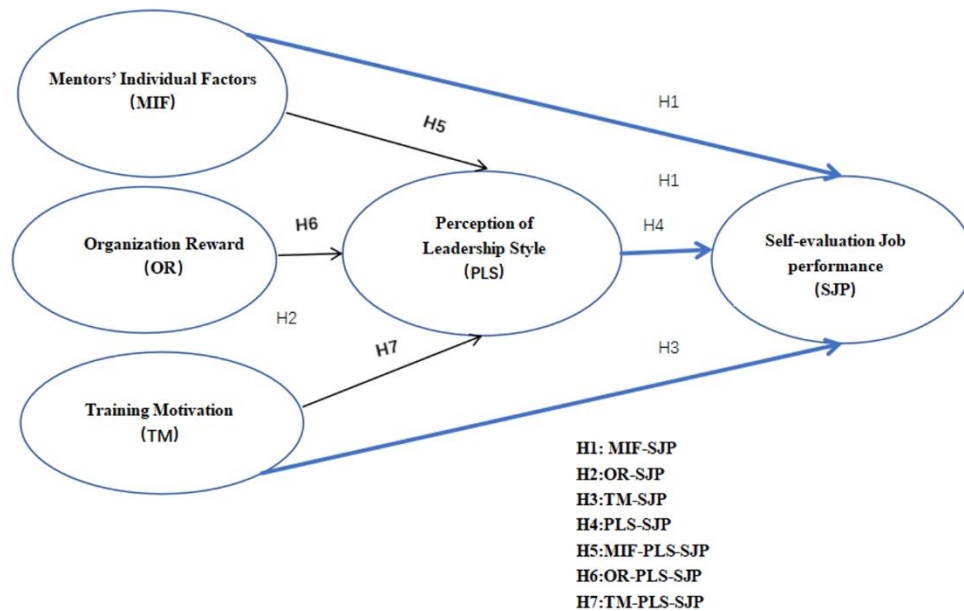 Mentors' Individual Factors
(MIF)
H1
H5
H1
Organization Reward
(OR)
H6
Perception of
Leadership Style
(PLS)
H4
Self-evaluation Job
performance
(SJP)
H2
H7
H3
Training Motivation
(TM)
H1: MIF-SJP
H2:OR-SJP
H3:TM-SJP
H4:PLS-SJP
H5:MIF-PLS-SJP
H6:OR-PLS-SJP
H7:TM-PLS-SJP